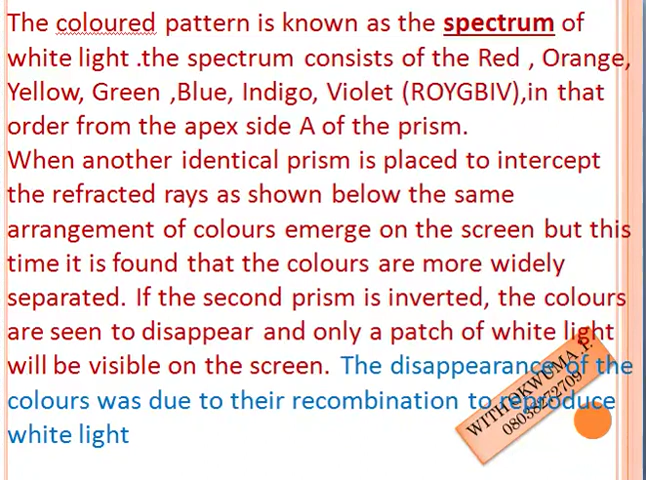 The coloured pattern is known as the spectrum of
white light .the spectrum consists of the Red , Orange,
Yellow, Green ,Blue, Indigo, Violet (ROYGBIV),in that
order from the apex side A of the prism.
When another identical prism is placed to intercept
the refracted rays as shown below the same
arrangement of colours emerge on the screen but this
time it is found that the colours are more widely
separated. If the second prism is inverted, the colours
are seen to disappear and only a patch of white light
will be visible on the screen. The disappearance of the
colours was due to their recombination to reproduce
white light
WITH OKWUMA J.
08038272709